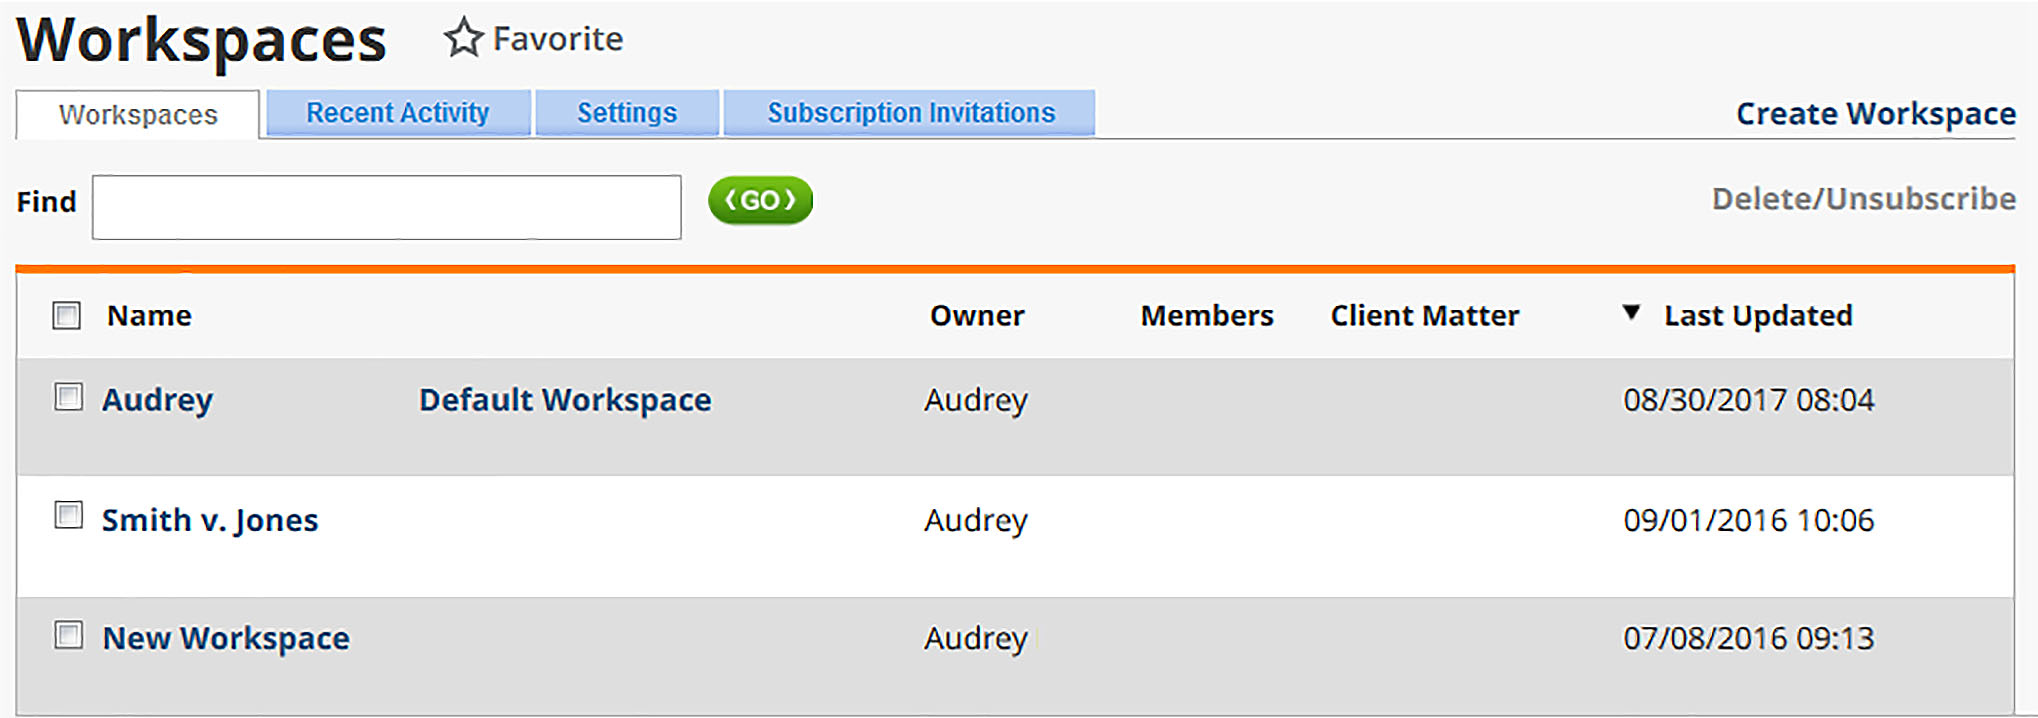 Workspaces ☆ Favorite
Workspaces Recent Activity Settings Subscription Invitations Create Workspace
Find ‹GO› Delete/Unsubscribe
Name Owner Members Client Matter ▼ Last Updated
Audrey Default Workspace Audrey 08/30/2017 08:04
Smith v. Jones Audrey 09/01/2016 10:06
New Workspace Audrey 07/08/2016 09:13